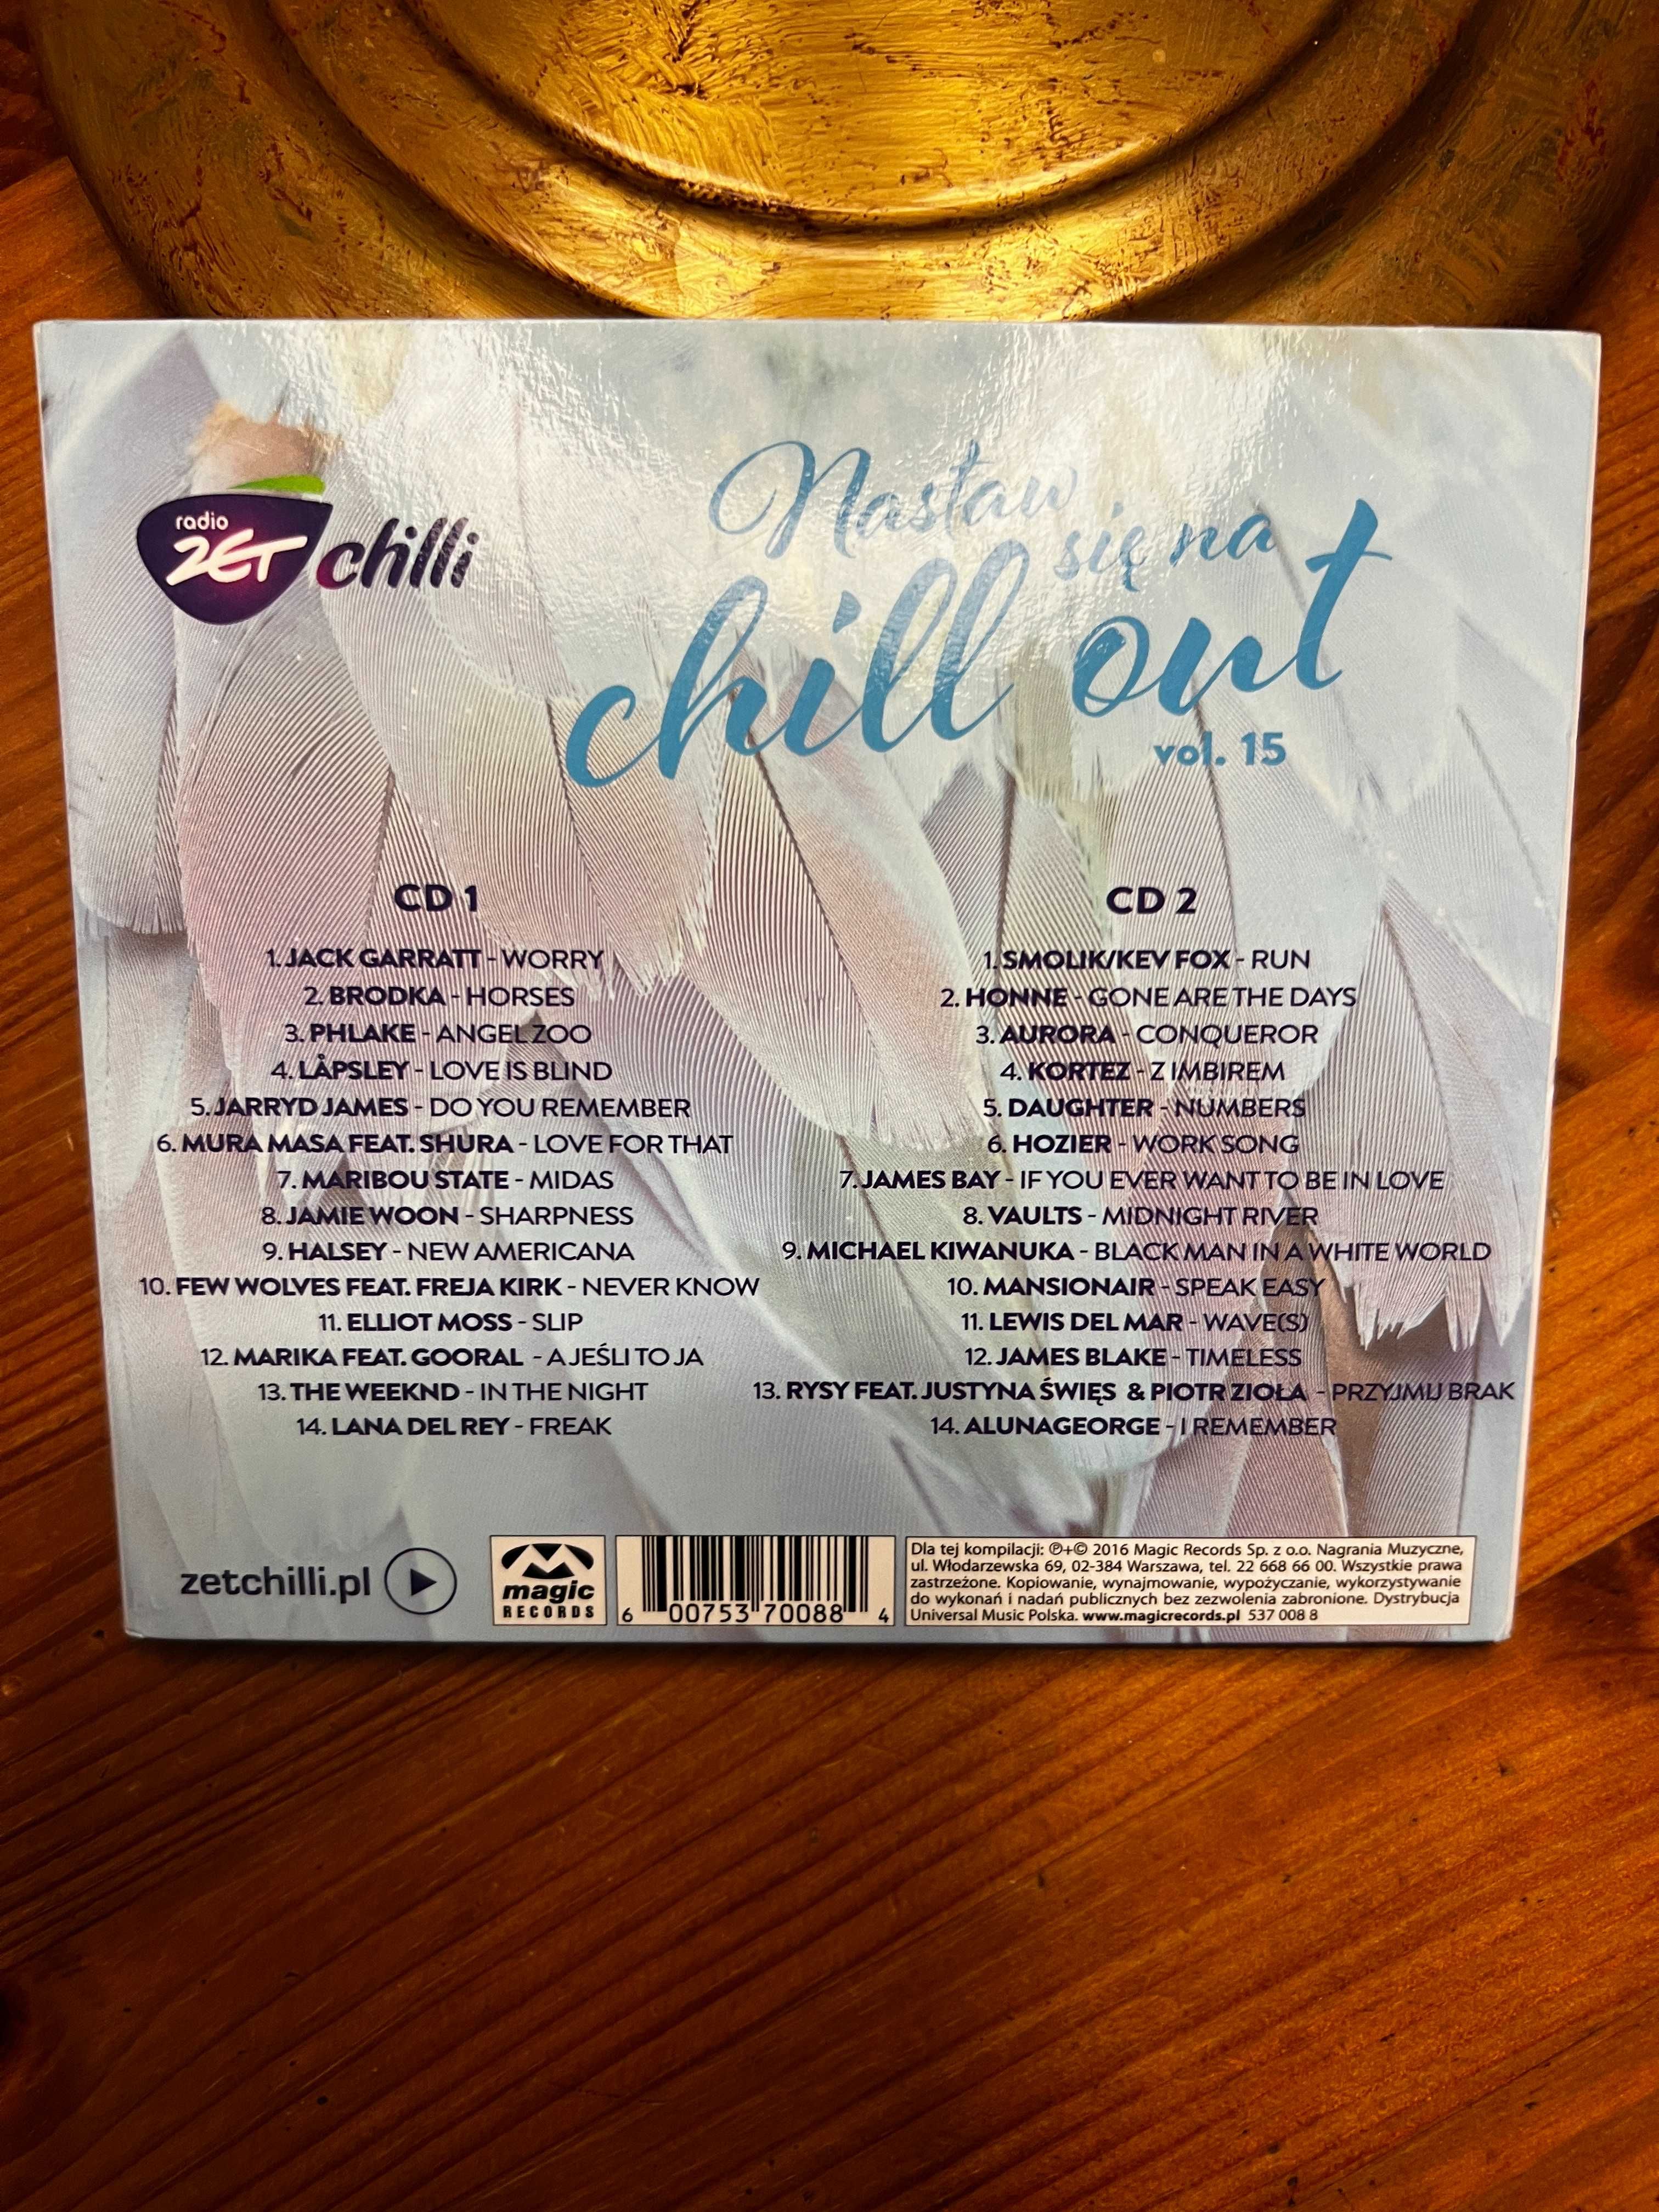 Nastaw
się na
chill out
vol. 15
radio
ZET chilli
CD 1
1. JACK GARRATT - WORRY
2. BRODKA - HORSES
3. PHLAKE - ANGEL ZOO
4. LÅPSLEY - LOVE IS BLIND
5. JARRYD JAMES - DO YOU REMEMBER
6. MURA MASA FEAT. SHURA - LOVE FOR THAT
7. MARIBOU STATE - MIDAS
8. JAMIE WOON - SHARPNESS
9. HALSEY - NEW AMERICANA
10. FEW WOLVES FEAT. FREJA KIRK - NEVER KNOW
11. ELLIOT MOSS - SLIP
12. MARIKA FEAT. GOORAL - A JEŚLI TO JA
13. THE WEEKND - IN THE NIGHT
14. LANA DEL REY - FREAK
CD 2
1. SMOLIK/KEV FOX - RUN
2. HONNE - GONE ARE THE DAYS
3. AURORA - CONQUEROR
4. KORTEZ - Z IMBIREM
5. DAUGHTER - NUMBERS
6. HOZIER - WORK SONG
7. JAMES BAY - IF YOU EVER WANT TO BE IN LOVE
8. VAULTS - MIDNIGHT RIVER
9. MICHAEL KIWANUKA - BLACK MAN IN A WHITE WORLD
10. MANSIONAIR - SPEAK EASY
11. LEWIS DEL MAR - WAVE(S)
12. JAMES BLAKE - TIMELESS
13. RYSY FEAT. JUSTYNA ŚWIĘS & PIOTR ZIOŁA - PRZYJMIJ BRAK
14. ALUNAGEORGE - I REMEMBER
zetchilli.pl
magic
RECORDS
6 00753 70088 4
Dla tej kompilacji: ℗+© 2016 Magic Records Sp. z o.o. Nagrania Muzyczne,
ul. Włodarzewska 69, 02-384 Warszawa, tel. 22 668 66 00. Wszystkie prawa
zastrzeżone. Kopiowanie, wynajmowanie, wypożyczanie, wykorzystywanie
do wykonań i nadań publicznych bez zezwolenia zabronione. Dystrybucja
Universal Music Polska. www.magicrecords.pl 537 008 8